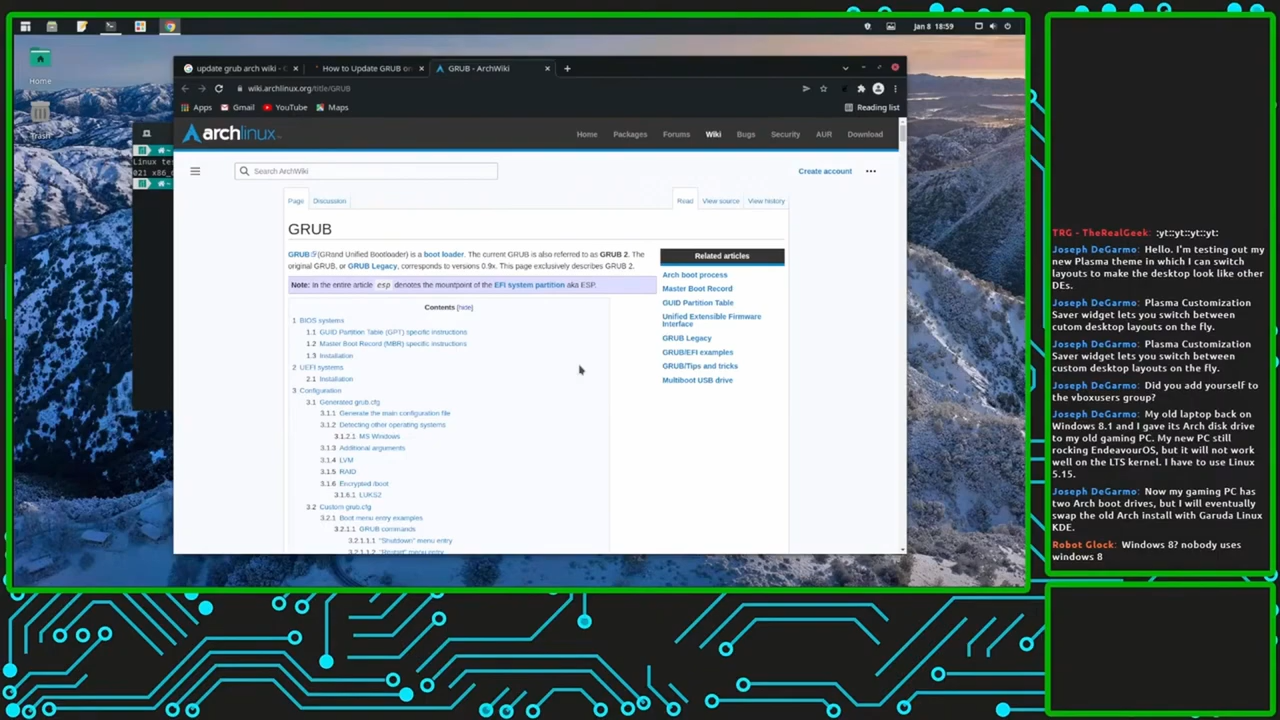 Jan 8 18:59
Home
Trash
Linux te
021 x86_6
update grub arch wiki -
How to Update GRUB on
GRUB - ArchWiki
wiki.archlinux.org/title/GRUB
Apps
Gmail
YouTube
Maps
Reading list
archlinux
Home
Packages
Forums
Wiki
Bugs
Security
AUR
Download
Search ArchWiki
Create account
Page
Discussion
Read
View source
View history
GRUB
GRUB (GRand Unified Bootloader) is a boot loader. The current GRUB is also referred to as GRUB 2. The
original GRUB, or GRUB Legacy, corresponds to versions 0.9x. This page exclusively describes GRUB 2.
Note: In the entire article esp denotes the mountpoint of the EFI system partition aka ESP.
Contents [hide]
1 BIOS systems
1.1 GUID Partition Table (GPT) specific instructions
1.2 Master Boot Record (MBR) specific instructions
1.3 Installation
2 UEFI systems
2.1 Installation
3 Configuration
3.1 Generated grub.cfg
3.1.1 Generate the main configuration file
3.1.2 Detecting other operating systems
3.1.2.1 MS Windows
3.1.3 Additional arguments
3.1.4 LVM
3.1.5 RAID
3.1.6 Encrypted /boot
3.1.6.1 LUKS2
3.2 Custom grub.cfg
3.2.1 Boot menu entry examples
3.2.1.1 GRUB commands
3.2.1.1.1 "Shutdown" menu entry
3.2.1.1.2 "Restart" menu entry
Related articles
Arch boot process
Master Boot Record
GUID Partition Table
Unified Extensible Firmware
Interface
GRUB Legacy
GRUB/EFI examples
GRUB/Tips and tricks
Multiboot USB drive
TRG - TheRealGeek: :yt::yt::yt::yt:
Joseph DeGarmo: Hello. I'm testing out my
new Plasma theme in which I can switch
layouts to make the desktop look like other
DEs.
Joseph DeGarmo: Plasma Customization
Saver widget lets you switch between
cutom desktop layouts on the fly.
Joseph DeGarmo: Plasma Customization
Saver widget lets you switch between
custom desktop layouts on the fly.
Joseph DeGarmo: Did you add yourself to
the vboxusers group?
Joseph DeGarmo: My old laptop back on
Windows 8.1 and I gave its Arch disk drive
to my old gaming PC. My new PC still
rocking EndeavourOS, but it will not work
well on the LTS kernel. I have to use Linux
5.15.
Joseph DeGarmo: Now my gaming PC has
two Arch Linux drives, but I will eventually
swap the old Arch install with Garuda Linux
KDE.
Robot Glock: Windows 8? nobody uses
windows 8